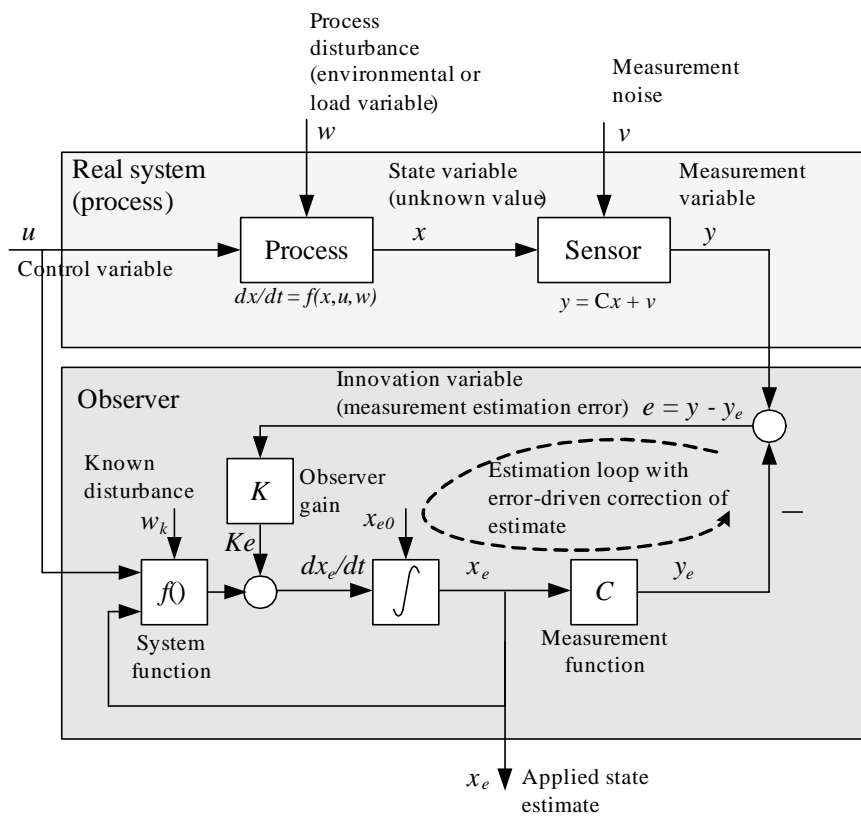 Process
disturbance
(environmental or
load variable)
w
Measurement
noise
v
Real system
(process)
State variable
(unknown value)
Measurement
variable
u
Control variable
Process
dx/dt = f(x,u,w)
x
Sensor
y = Cx + v
y
Observer
Innovation variable
(measurement estimation error)
e = y - yₑ
Known
disturbance
wₖ
K
Observer
gain
Ke
Estimation loop with
error-driven correction of
estimate
xₑ₀
f()
System
function
dxₑ/dt
∫
xₑ
C
Measurement
function
yₑ
−
xₑ
Applied state
estimate